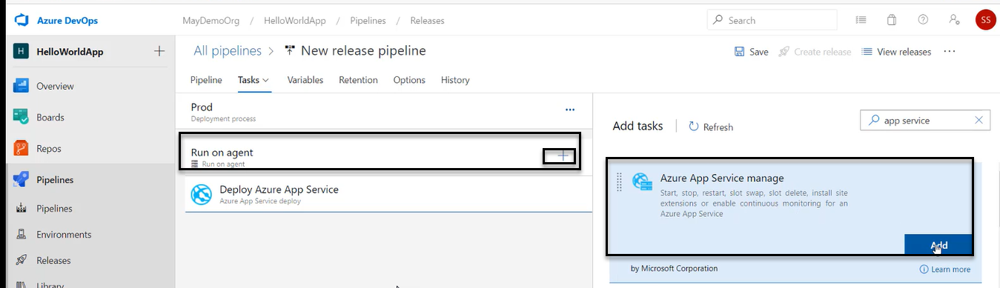 Azure DevOps
MayDemoOrg / HelloWorldApp / Pipelines / Releases
Search
SS
H HelloWorldApp
All pipelines > New release pipeline
Save
Create release
View releases
Pipeline Tasks Variables Retention Options History
Overview
Boards
Repos
Pipelines
Pipelines
Environments
Releases
Library
Prod
Deployment process
Run on agent
Run on agent
Deploy Azure App Service
Azure App Service deploy
Add tasks | Refresh
app service
Azure App Service manage
Start, stop, restart, slot swap, slot delete, install site
extensions or enable continuous monitoring for an
Azure App Service
Add
by Microsoft Corporation
Learn more